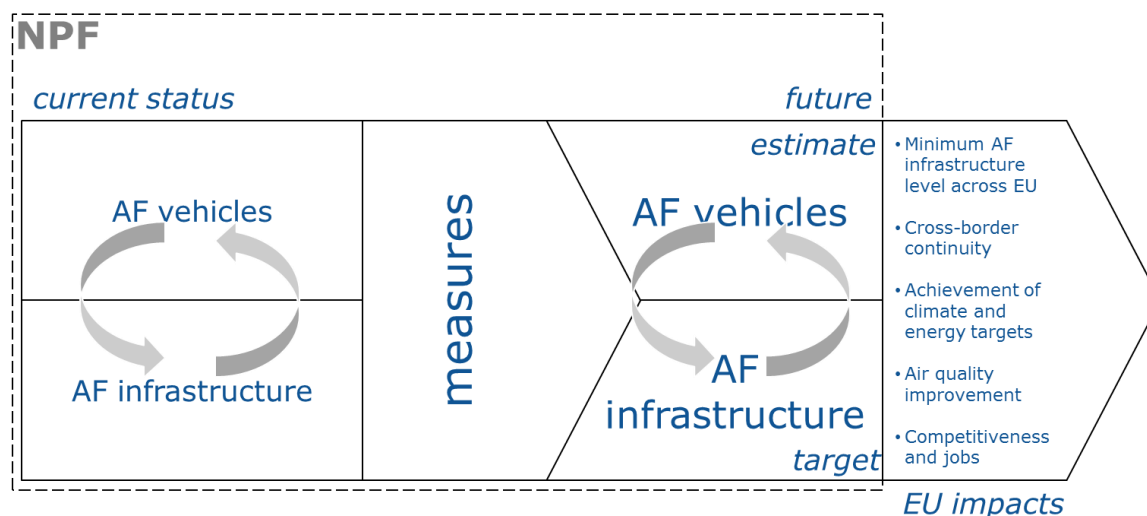 NPF
current status
future
estimate
AF vehicles
AF infrastructure
measures
AF vehicles
AF
infrastructure
target
• Minimum AF
infrastructure
level across EU
• Cross-border
continuity
• Achievement of
climate and
energy targets
• Air quality
improvement
• Competitiveness
and jobs
EU impacts